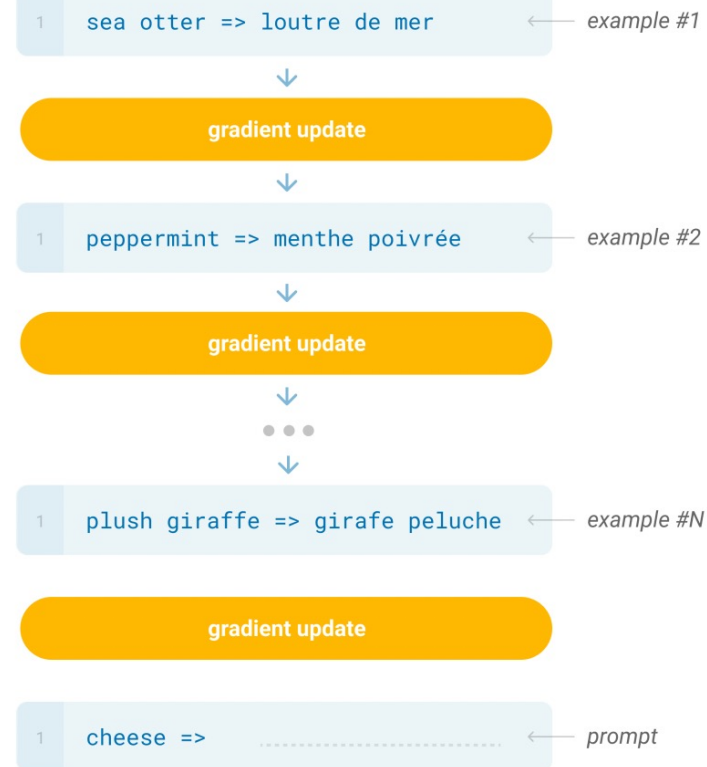 1 sea otter => loutre de mer example #1
gradient update
1 peppermint => menthe poivrée example #2
gradient update
1 plush giraffe => girafe peluche example #N
gradient update
1 cheese => prompt